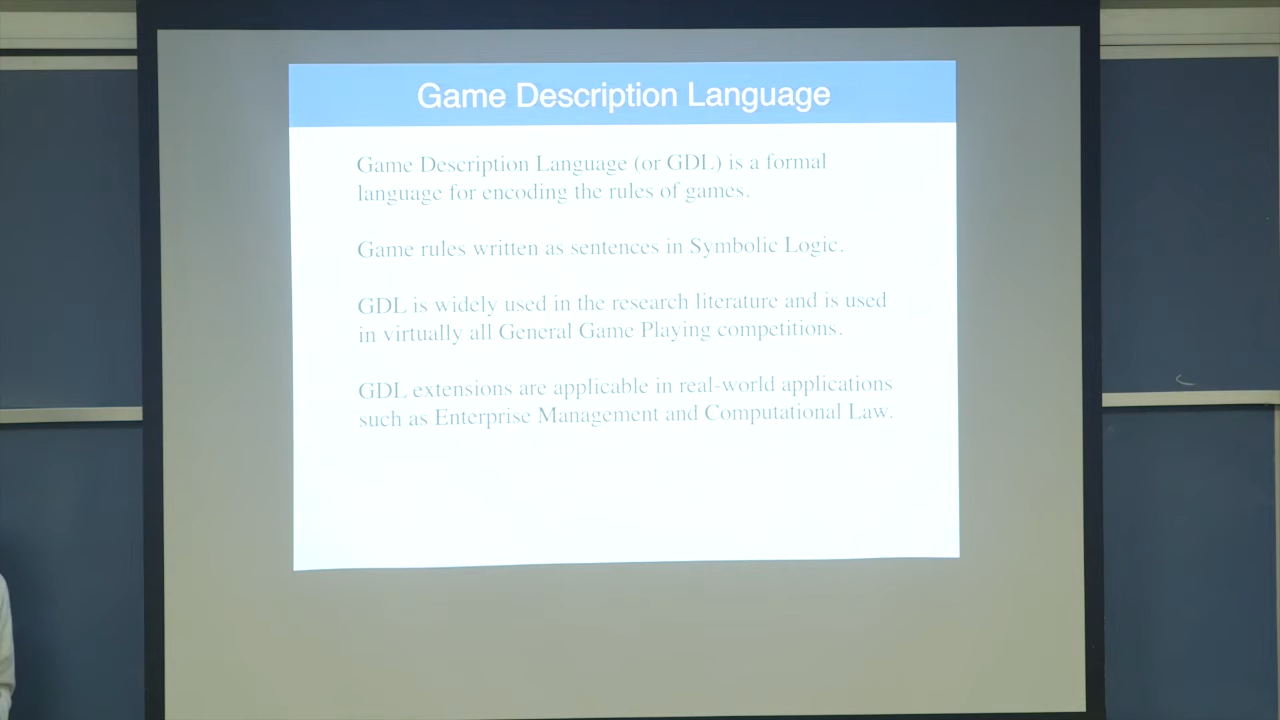 Game Description Language
Game Description Language (or GDL) is a formal
language for encoding the rules of games.
Game rules written as sentences in Symbolic Logic.
GDL is widely used in the research literature and is used
in virtually all General Game Playing competitions.
GDL extensions are applicable in real-world applications
such as Enterprise Management and Computational Law.